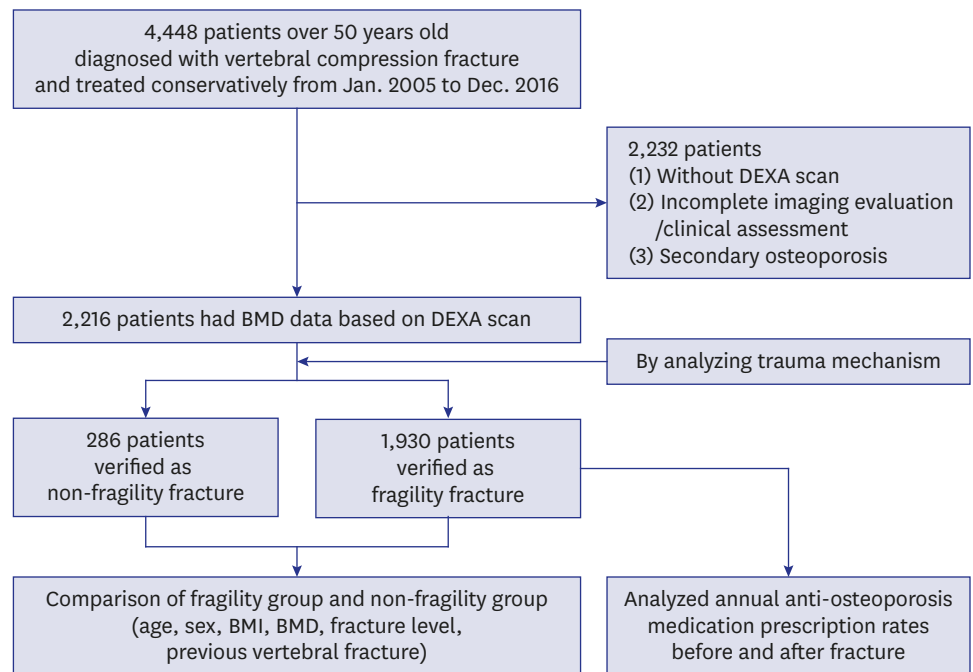 4,448 patients over 50 years old
diagnosed with vertebral compression fracture
and treated conservatively from Jan. 2005 to Dec. 2016
2,232 patients
(1) Without DEXA scan
(2) Incomplete imaging evaluation
/clinical assessment
(3) Secondary osteoporosis
2,216 patients had BMD data based on DEXA scan
By analyzing trauma mechanism
286 patients
verified as
non-fragility fracture
1,930 patients
verified as
fragility fracture
Comparison of fragility group and non-fragility group
(age, sex, BMI, BMD, fracture level,
previous vertebral fracture)
Analyzed annual anti-osteoporosis
medication prescription rates
before and after fracture